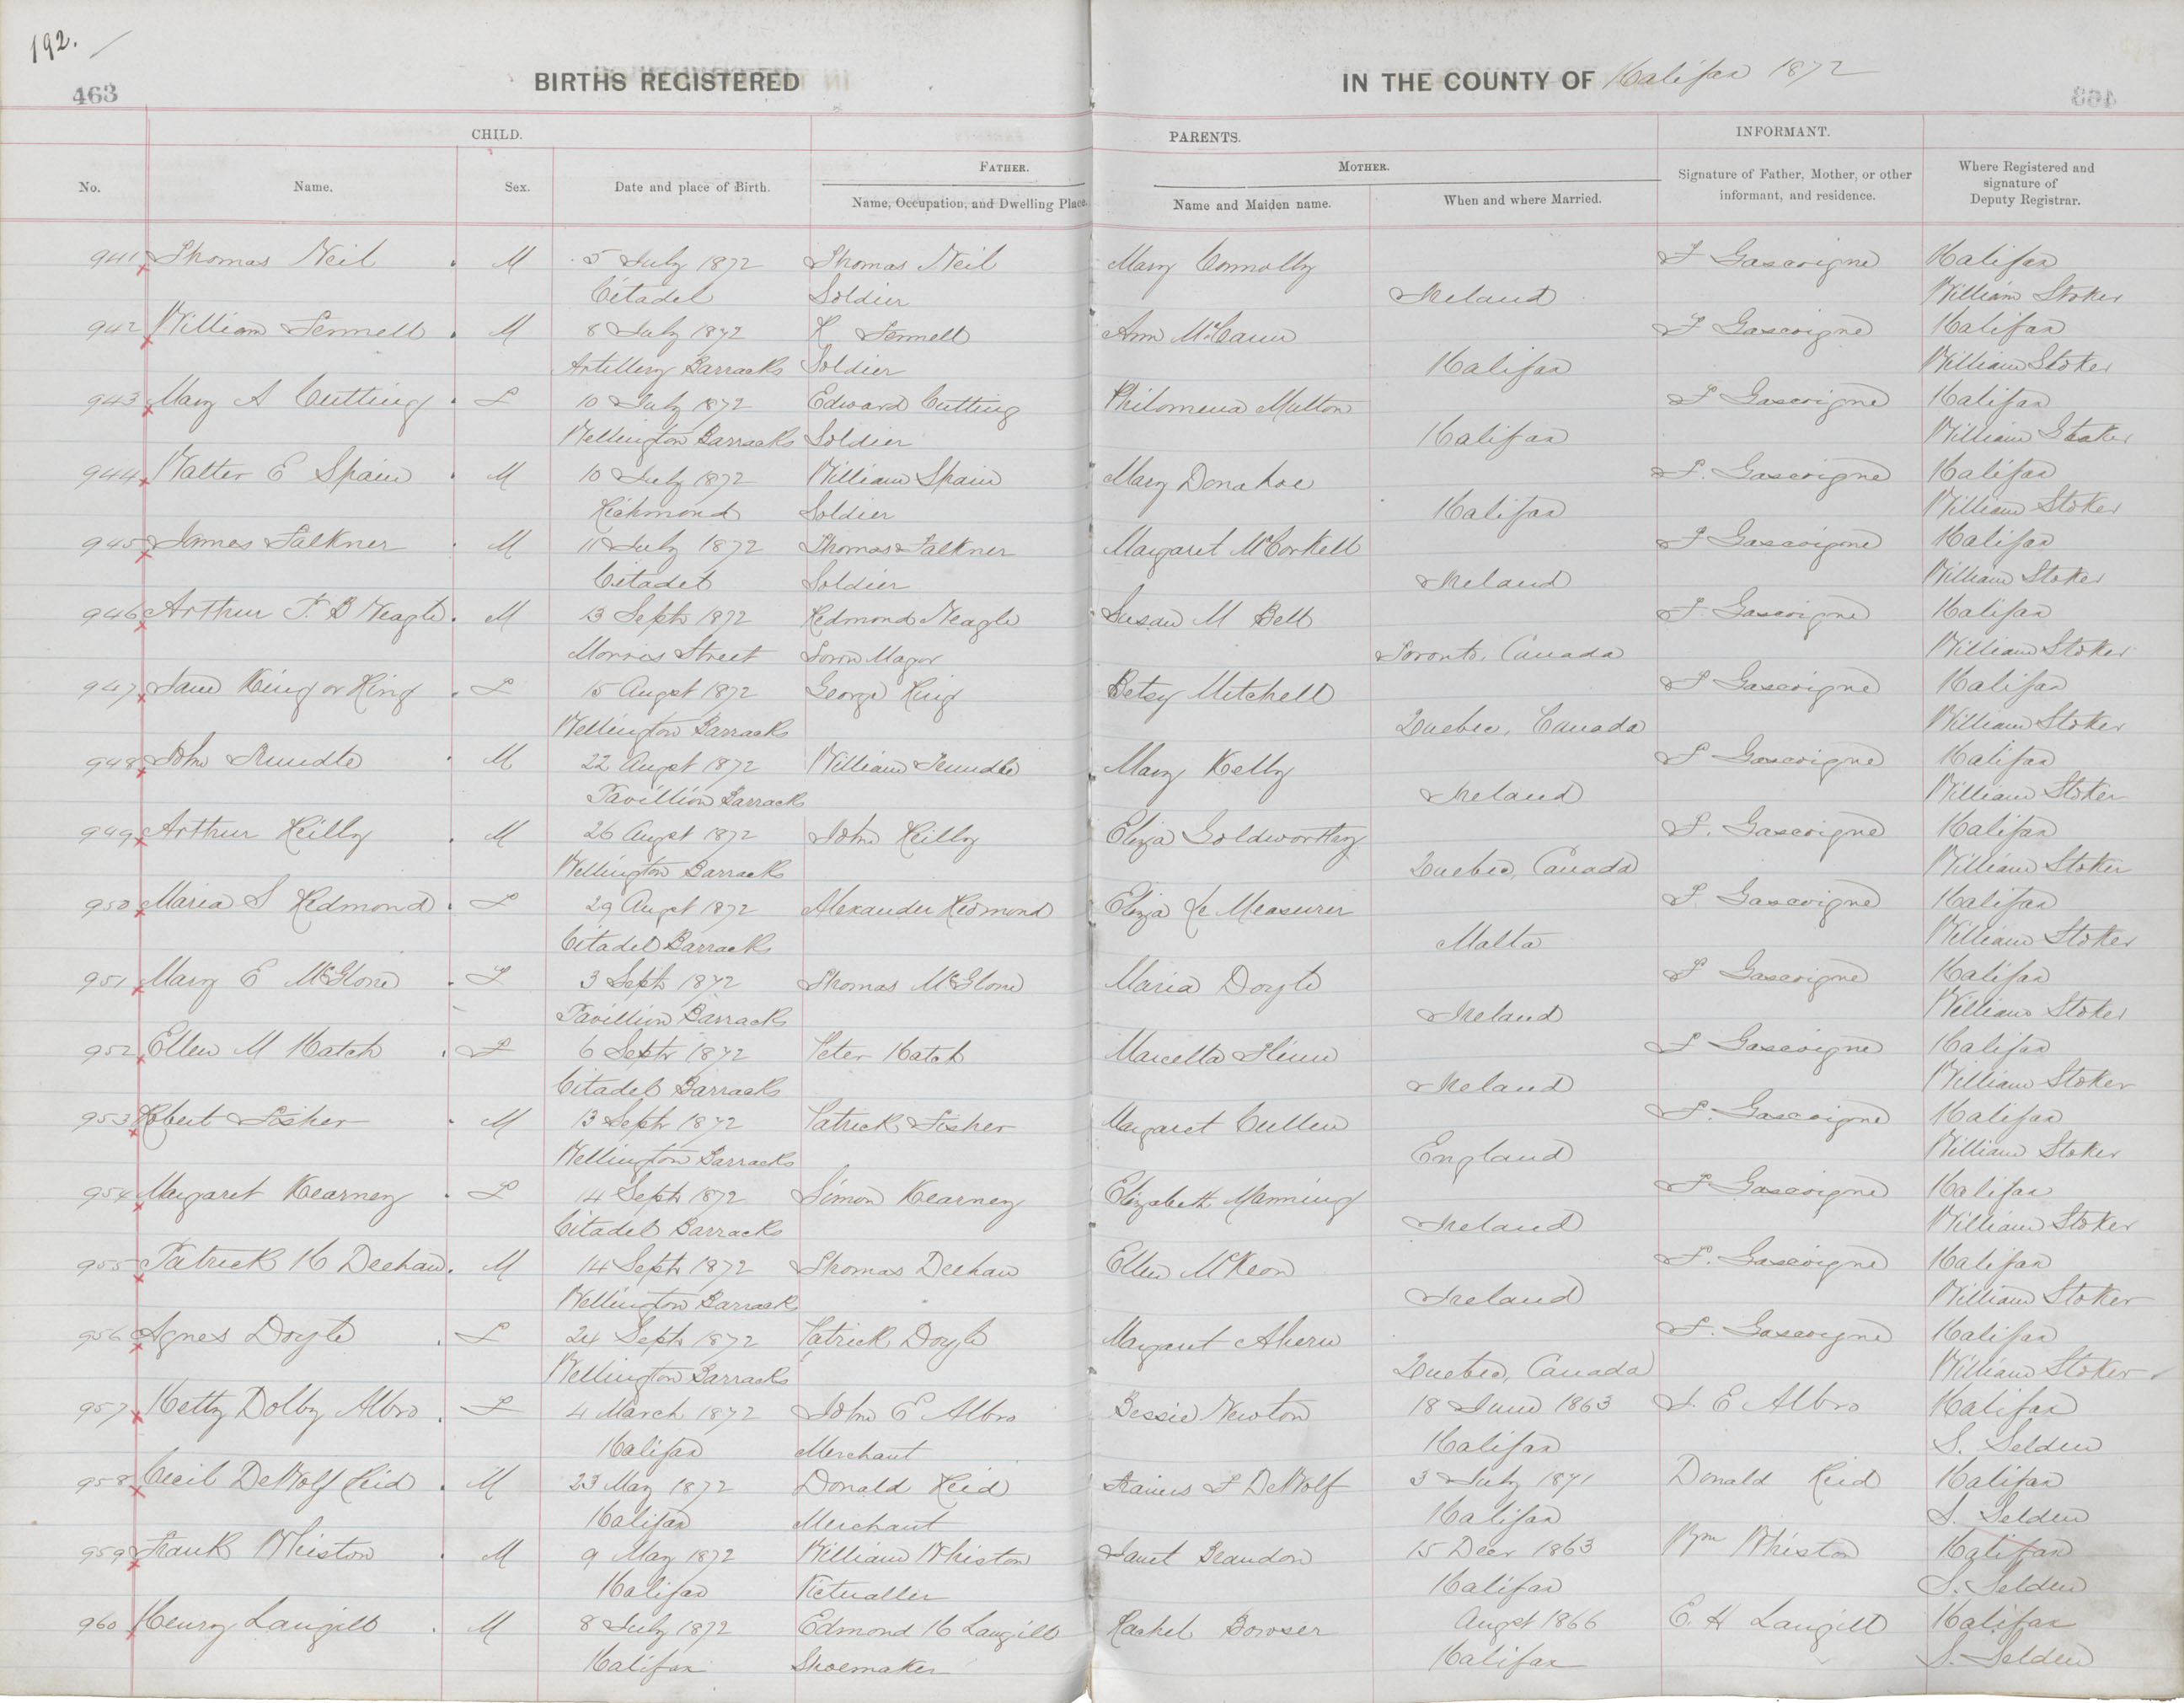 192.
463
BIRTHS REGISTERED IN THE COUNTY OF Halifax 1872
CHILD. PARENTS. INFORMANT.
No. Name. Sex. Date and place of Birth. FATHER. Name, Occupation, and Dwelling Place. MOTHER. Name and Maiden name. When and where Married. Signature of Father, Mother, or other informant, and residence. Where Registered and signature of Deputy Registrar.
941 Thomas Neil M 5 July 1872 Thomas Neil Mary Connolly F Gascoigne Halifax
Citadel Soldier Ireland William Stoker
942 William Fennell M 8 July 1872 R Fennell Ann McCann F Gascoigne Halifax
Artillery Barracks Soldier Halifax William Stoker
943 Mary A Cutting F 10 July 1872 Edward Cutting Philomena Multon F Gascoigne Halifax
Wellington Barracks Soldier Halifax William Stoker
944 Walter E Spain M 10 July 1872 William Spain Mary Donahoe F. Gascoigne Halifax
Richmond Soldier Halifax William Stoker
945 James Falkner M 11 July 1872 Thomas Falkner Margaret McCorkell F Gascoigne Halifax
Citadel Soldier Ireland William Stoker
946 Arthur T. B Neagle M 13 Sept 1872 Redmond Neagle Susan M Bell F. Gascoigne Halifax
Morris Street Town Mayor Toronto, Canada William Stoker
947 Jane King or Ring F 15 Augst 1872 George King Betsy Mitchell F Gascoigne Halifax
Wellington Barracks Quebec, Canada William Stoker
948 John Trundle M 22 Augst 1872 William Trundle Mary Kelly F Gascoigne Halifax
Pavillion Barracks Ireland William Stoker
949 Arthur Reilly M 26 Augst 1872 John Reilly Eliza Goldworthy F. Gascoigne Halifax
Wellington Barracks Quebec, Canada William Stoker
950 Maria S Redmond F 29 Augst 1872 Alexander Redmond Eliza Le Measurer F. Gascoigne Halifax
Citadel Barracks Malta William Stoker
951 Mary E McGlone F 3 Sept 1872 Thomas McGlone Maria Doyle F Gascoigne Halifax
Pavillion Barracks Ireland William Stoker
952 Ellen M Hatch F 6 Sept 1872 Peter Hatch Marcella Flinn F Gascoigne Halifax
Citadel Barracks Ireland William Stoker
953 Robert Fisher M 13 Sept 1872 Patrick Fisher Margaret Cullen F. Gascoigne Halifax
Wellington Barracks England William Stoker
954 Margaret Kearney F 14 Sept 1872 Simon Kearney Elizabeth Manning F Gascoigne Halifax
Citadel Barracks Ireland William Stoker
955 Patrick H Deehan M 14 Sept 1872 Thomas Deehan Ellen McKeon F. Gascoigne Halifax
Wellington Barracks Ireland William Stoker
956 Agnes Doyle F 24 Sept 1872 Patrick Doyle Margaret Ahern F. Gascoigne Halifax
Wellington Barracks Quebec, Canada William Stoker
957 Hetty Dolby Albro F 4 March 1872 John E Albro Bessie Newton 18 June 1863 J. E Albro Halifax
Halifax Merchant Halifax S. Selden
958 Cecil DeWolf Reid M 23 May 1872 Donald Reid Frances F DeWolf 3 July 1871 Donald Reid Halifax
Halifax Merchant Halifax S. Selden
959 Frank Whiston M 9 May 1872 William Whiston Janet Brandon 15 Decr 1863 Wm Whiston Halifax
Halifax Victualler Halifax S. Selden
960 Henry Langill M 8 July 1872 Edmond H Langill Rachel Bowser Augst 1866 E. H Langill Halifax
Halifax Shoemaker Halifax S. Selden